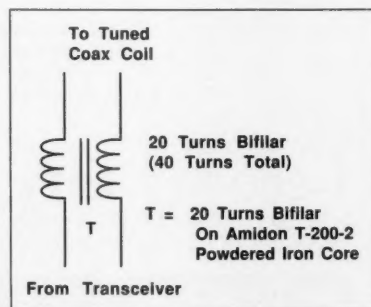 To Tuned
Coax Coil
20 Turns Bifilar
(40 Turns Total)
T
T = 20 Turns Bifilar
On Amidon T-200-2
Powdered Iron Core
From Transceiver